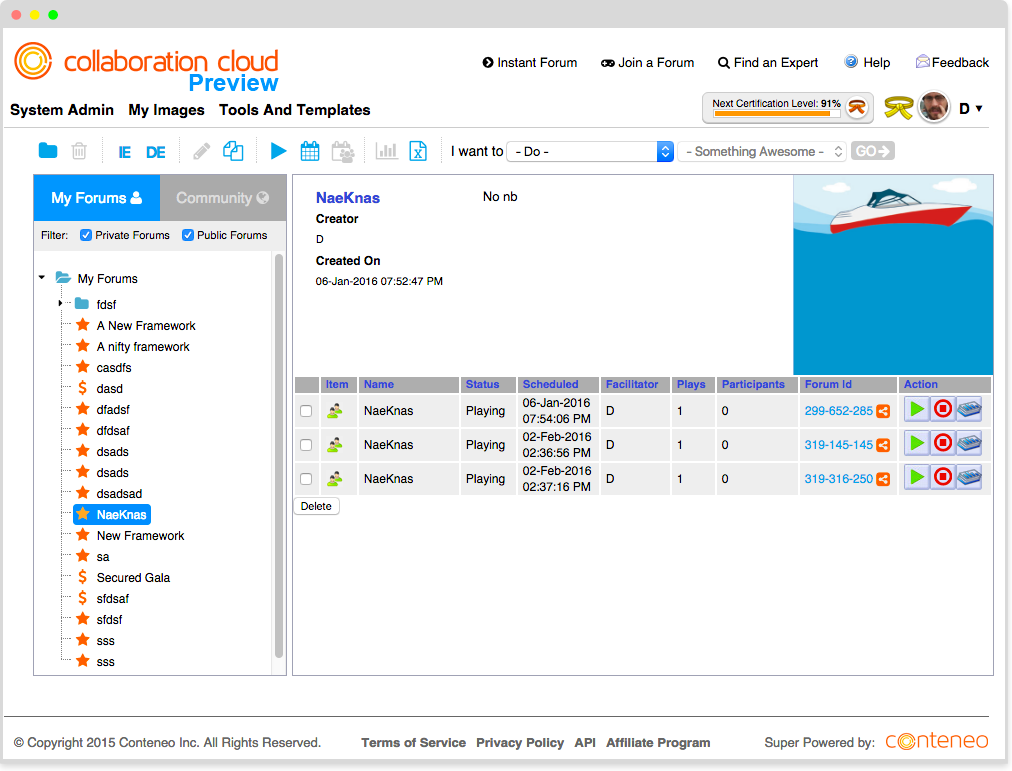 collaboration cloud
Preview
Instant Forum Join a Forum Find an Expert Help Feedback
System Admin My Images Tools And Templates
Next Certification Level: 91%
D
IE DE
I want to - Do - - Something Awesome - GO
My Forums Community
Filter: Private Forums Public Forums
My Forums
fdsf
A New Framework
A nifty framework
casdfs
dasd
dfadsf
dfdsaf
dsads
dsads
dsadsad
NaeKnas
New Framework
sa
Secured Gala
sfdsaf
sfdsf
sss
sss
NaeKnas No nb
Creator
D
Created On
06-Jan-2016 07:52:47 PM
Item Name Status Scheduled Facilitator Plays Participants Forum Id Action
NaeKnas Playing 06-Jan-2016 07:54:06 PM D 1 0 299-652-285
NaeKnas Playing 02-Feb-2016 02:36:56 PM D 1 0 319-145-145
NaeKnas Playing 02-Feb-2016 02:37:16 PM D 1 0 319-316-250
Delete
© Copyright 2015 Conteneo Inc. All Rights Reserved. Terms of Service Privacy Policy API Affiliate Program Super Powered by: conteneo